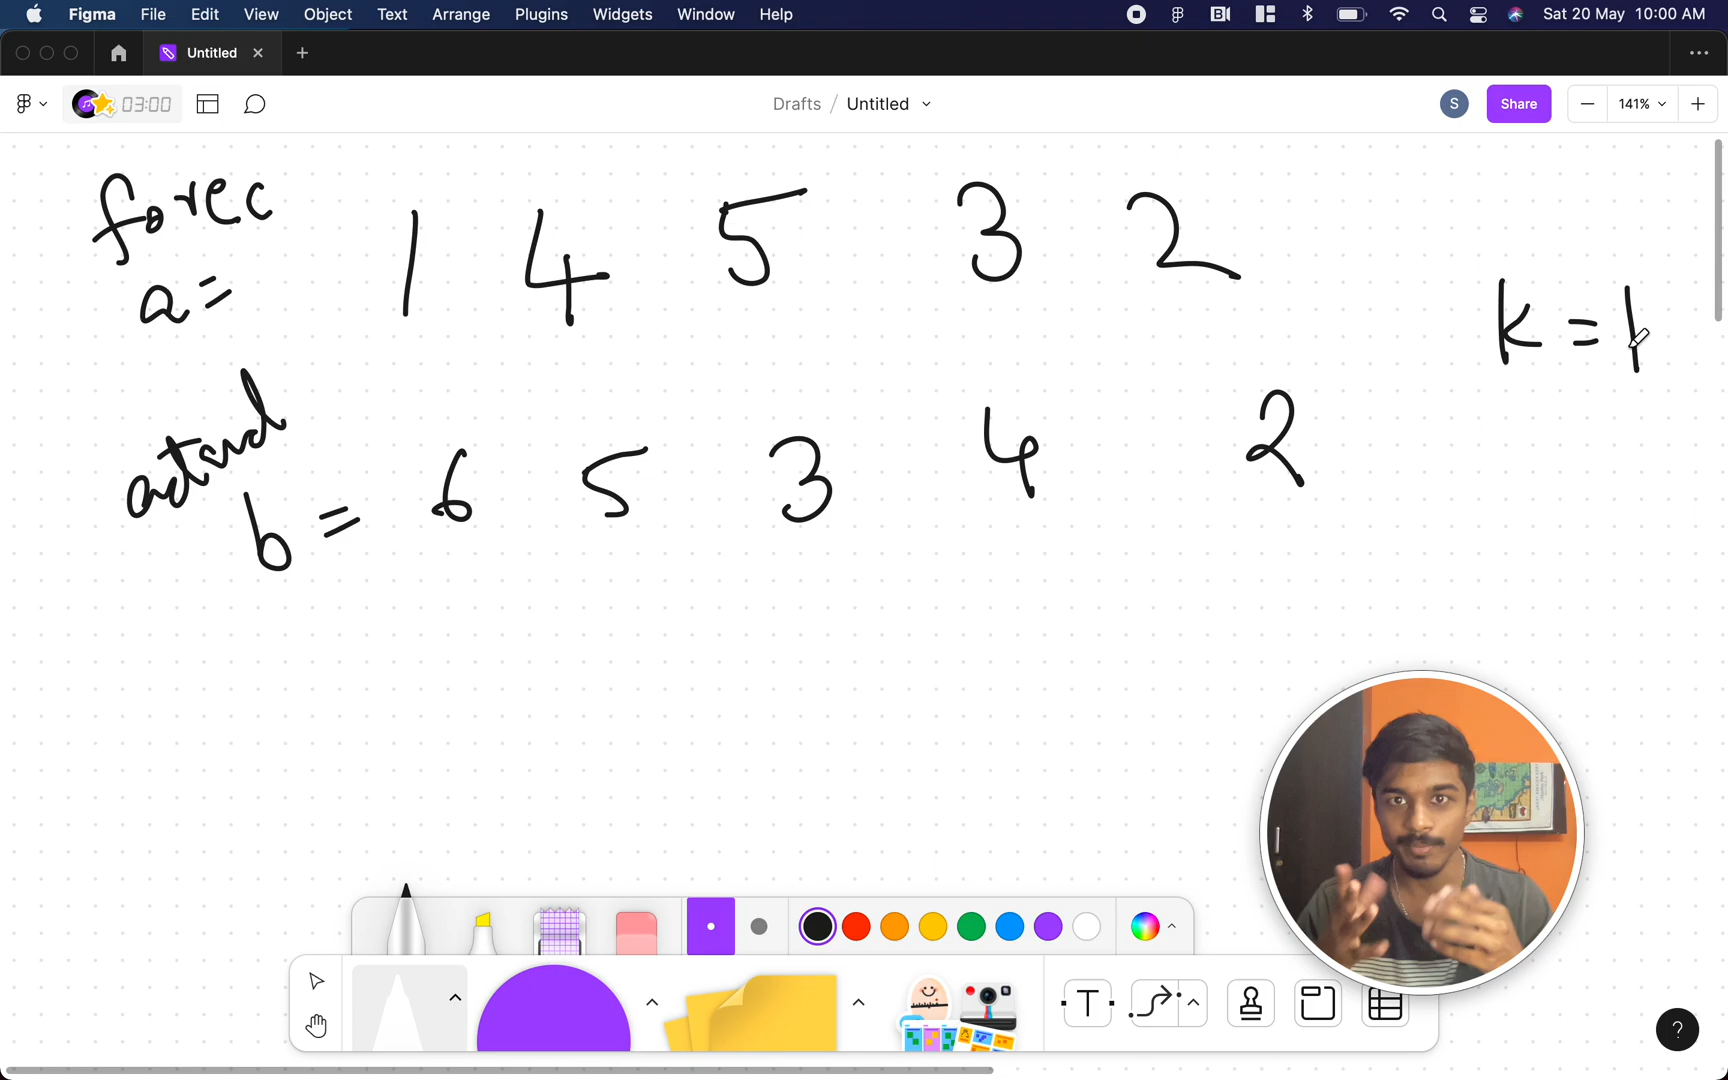 Figma File Edit View Object Text Arrange Plugins Widgets Window Help Sat 20 May 10:00 AM
Untitled
03:00 Drafts / Untitled S Share 141%
forec 1 4 5 3 2
a =
k = 1
actual
b = 6 5 3 4 2
T
?